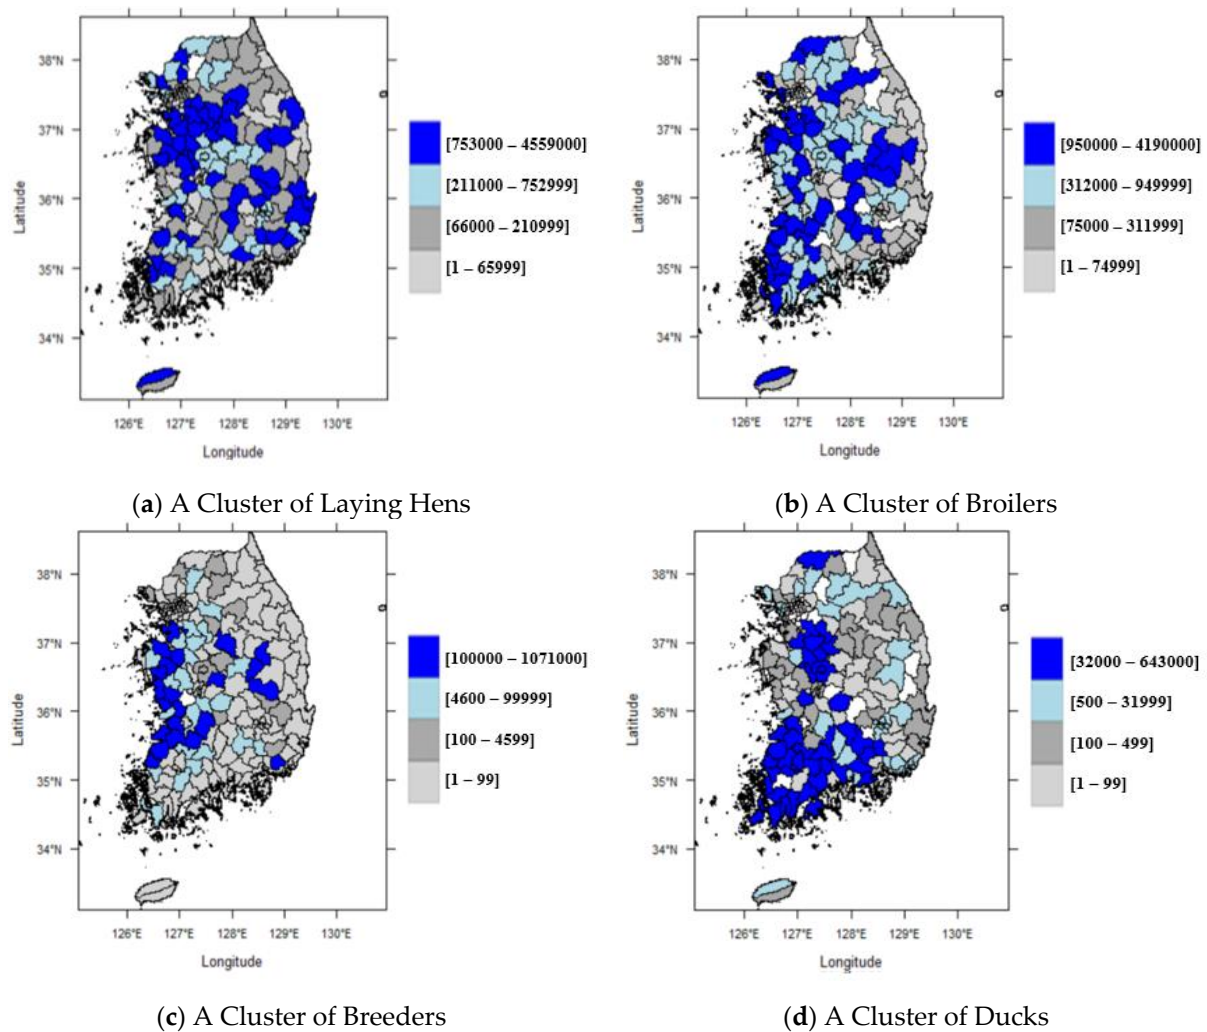 38°N
37°N
36°N
35°N
34°N
Latitude
126°E 127°E 128°E 129°E 130°E
Longitude
[753000 – 4559000]
[211000 – 752999]
[66000 – 210999]
[1 – 65999]
(a) A Cluster of Laying Hens
38°N
37°N
36°N
35°N
34°N
Latitude
126°E 127°E 128°E 129°E 130°E
Longitude
[950000 – 4190000]
[312000 – 949999]
[75000 – 311999]
[1 – 74999]
(b) A Cluster of Broilers
38°N
37°N
36°N
35°N
34°N
Latitude
126°E 127°E 128°E 129°E 130°E
Longitude
[100000 – 1071000]
[4600 – 99999]
[100 – 4599]
[1 – 99]
(c) A Cluster of Breeders
38°N
37°N
36°N
35°N
34°N
Latitude
126°E 127°E 128°E 129°E 130°E
Longitude
[32000 – 643000]
[500 – 31999]
[100 – 499]
[1 – 99]
(d) A Cluster of Ducks